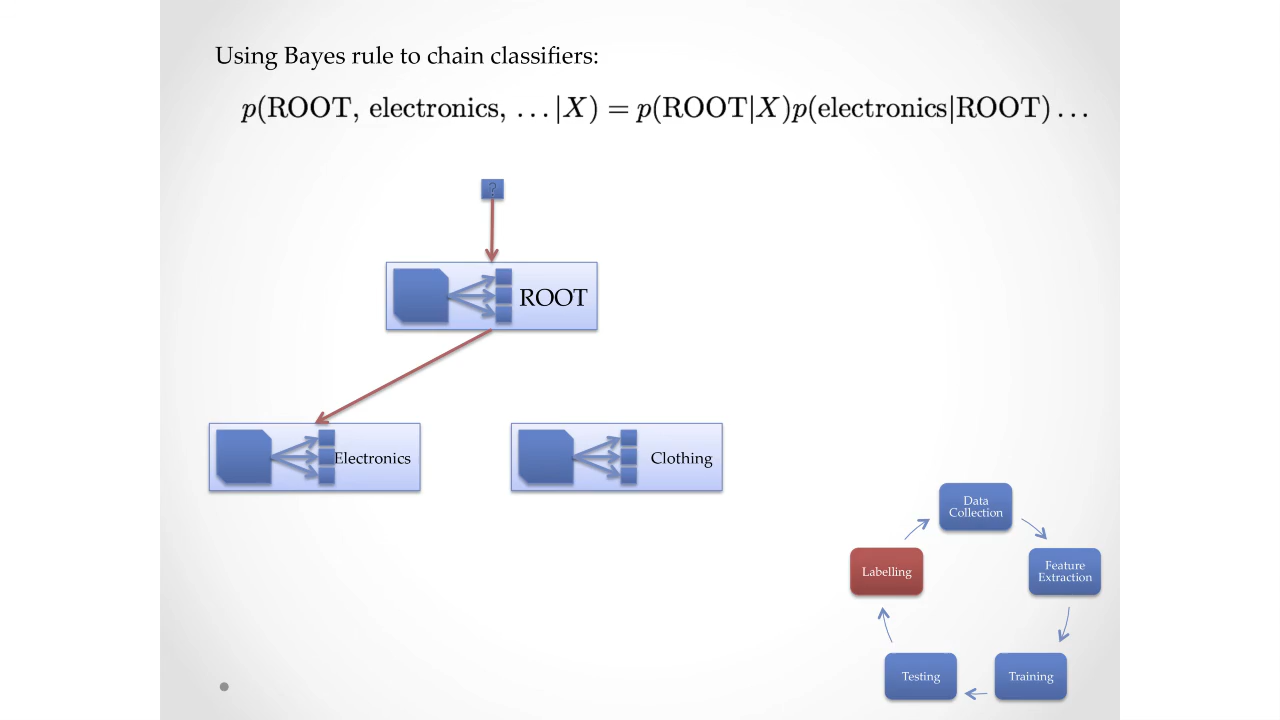 Using Bayes rule to chain classifiers:
p(ROOT, electronics, ...|X) = p(ROOT|X)p(electronics|ROOT)...
?
ROOT
Electronics
Clothing
Data
Collection
Labelling
Feature
Extraction
Testing
Training